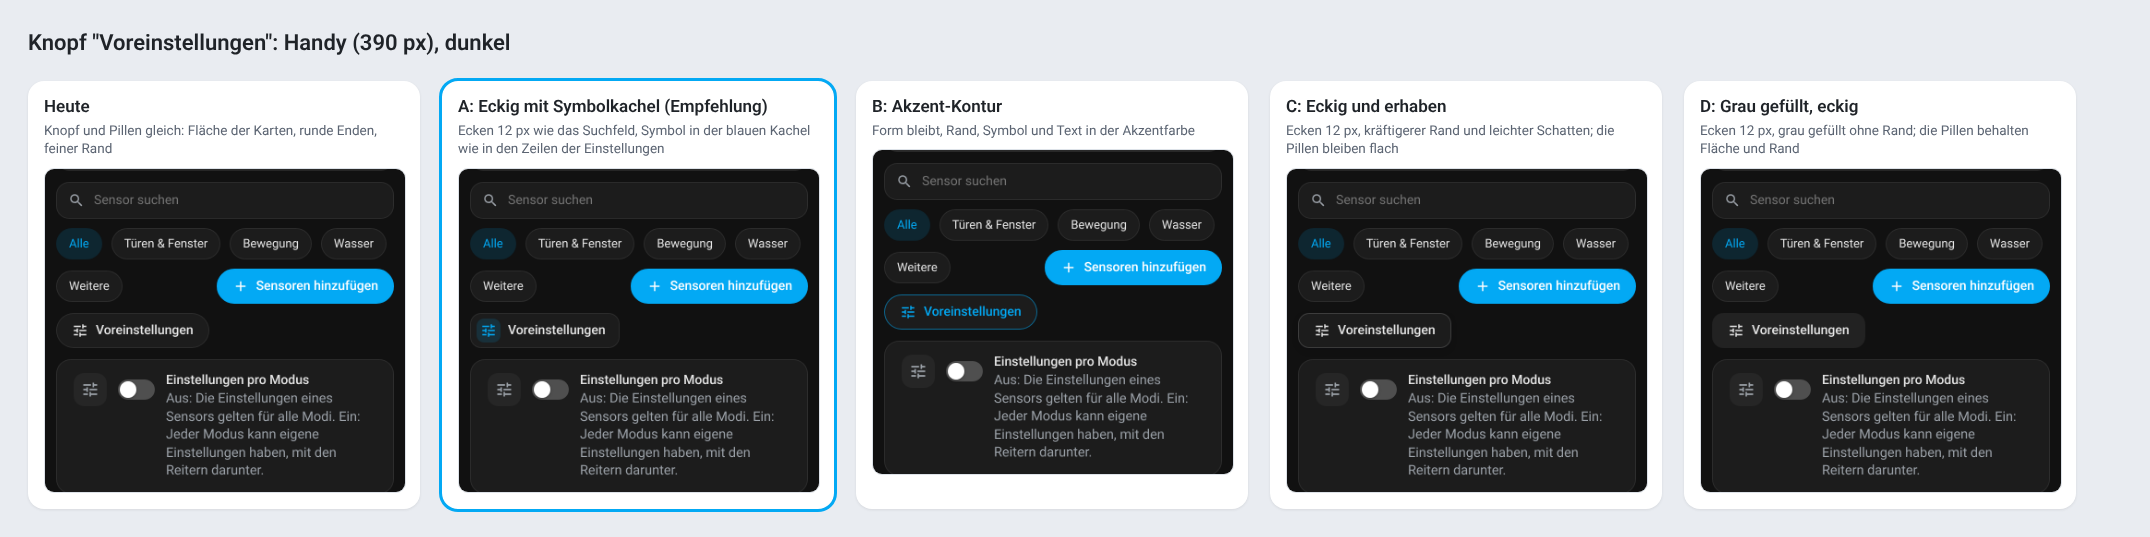 Knopf "Voreinstellungen": Handy (390 px), dunkel
Heute
Knopf und Pillen gleich: Fläche der Karten, runde Enden,
feiner Rand
Sensor suchen
Alle
Türen & Fenster
Bewegung
Wasser
Weitere
+ Sensoren hinzufügen
Voreinstellungen
Einstellungen pro Modus
Aus: Die Einstellungen eines
Sensors gelten für alle Modi. Ein:
Jeder Modus kann eigene
Einstellungen haben, mit den
Reitern darunter.
A: Eckig mit Symbolkachel (Empfehlung)
Ecken 12 px wie das Suchfeld, Symbol in der blauen Kachel
wie in den Zeilen der Einstellungen
Sensor suchen
Alle
Türen & Fenster
Bewegung
Wasser
Weitere
+ Sensoren hinzufügen
Voreinstellungen
Einstellungen pro Modus
Aus: Die Einstellungen eines
Sensors gelten für alle Modi. Ein:
Jeder Modus kann eigene
Einstellungen haben, mit den
Reitern darunter.
B: Akzent-Kontur
Form bleibt, Rand, Symbol und Text in der Akzentfarbe
Sensor suchen
Alle
Türen & Fenster
Bewegung
Wasser
Weitere
+ Sensoren hinzufügen
Voreinstellungen
Einstellungen pro Modus
Aus: Die Einstellungen eines
Sensors gelten für alle Modi. Ein:
Jeder Modus kann eigene
Einstellungen haben, mit den
Reitern darunter.
C: Eckig und erhaben
Ecken 12 px, kräftigerer Rand und leichter Schatten; die
Pillen bleiben flach
Sensor suchen
Alle
Türen & Fenster
Bewegung
Wasser
Weitere
+ Sensoren hinzufügen
Voreinstellungen
Einstellungen pro Modus
Aus: Die Einstellungen eines
Sensors gelten für alle Modi. Ein:
Jeder Modus kann eigene
Einstellungen haben, mit den
Reitern darunter.
D: Grau gefüllt, eckig
Ecken 12 px, grau gefüllt ohne Rand; die Pillen behalten
Fläche und Rand
Sensor suchen
Alle
Türen & Fenster
Bewegung
Wasser
Weitere
+ Sensoren hinzufügen
Voreinstellungen
Einstellungen pro Modus
Aus: Die Einstellungen eines
Sensors gelten für alle Modi. Ein:
Jeder Modus kann eigene
Einstellungen haben, mit den
Reitern darunter.